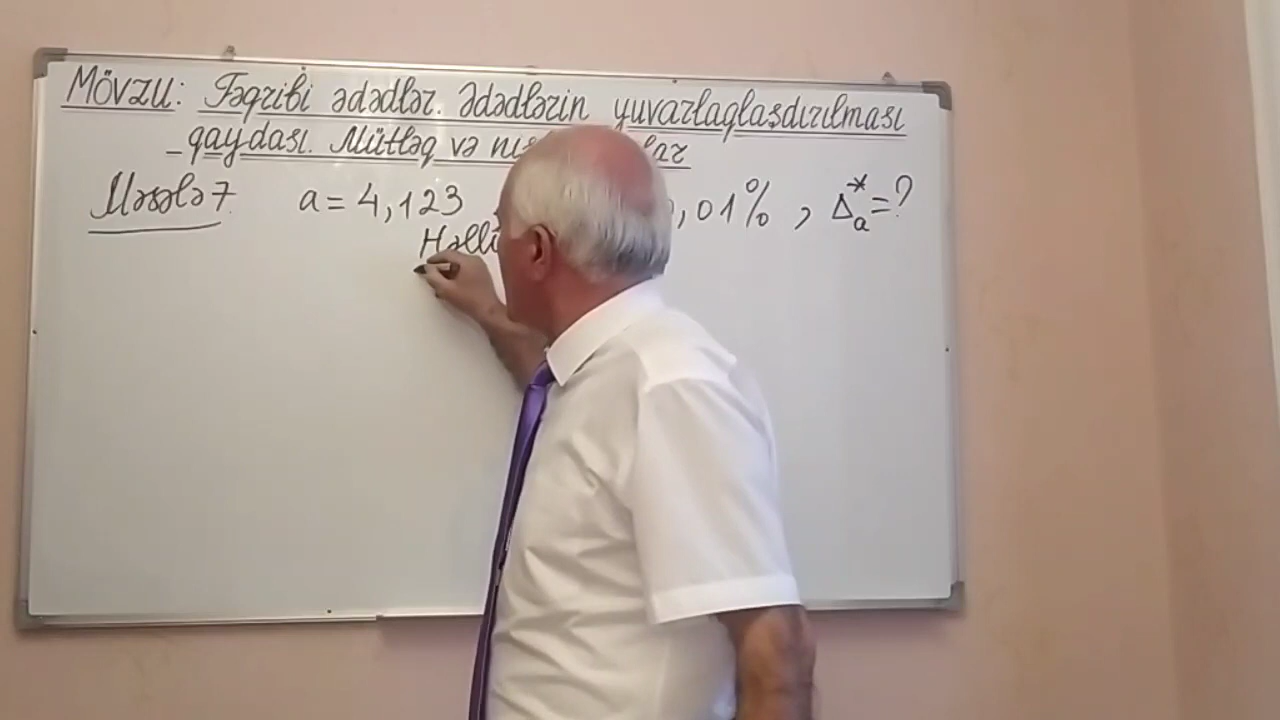 Mövzu: Təqribi ədədlər. Ədədlərin yuvarlaqlaşdırılması
qaydası. Mütləq və
Məsələ 7. a = 4,123 ,01% , Δ*a = ?
Həlli